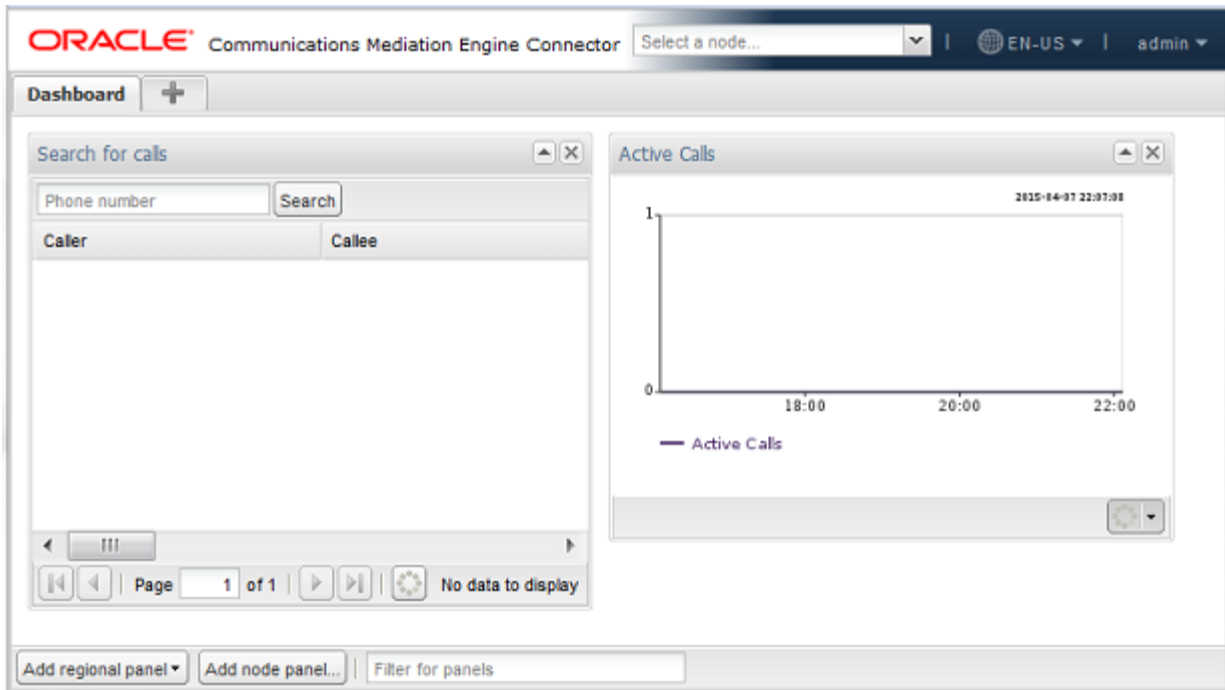 ORACLE Communications Mediation Engine Connector Select a node... | EN-US | admin
Dashboard
Search for calls
Phone number Search
Caller Callee
Page 1 of 1 No data to display
Active Calls
2015-04-07 22:07:08
1
0
18:00 20:00 22:00
Active Calls
Add regional panel Add node panel... Filter for panels